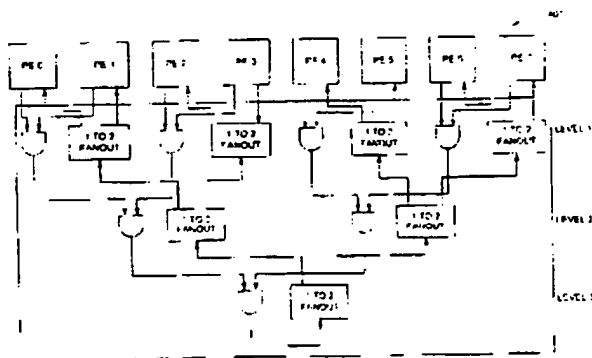 PE 0 PE 1 PE 2 PE 3 PE 4 PE 5 PE 6 PE 7
1 TO 2 1 TO 2 1 TO 2 1 TO 2 LEVEL 1
FANOUT FANOUT FANOUT FANOUT
1 TO 2 1 TO 2 LEVEL 2
FANOUT FANOUT
1 TO 2 LEVEL 3
FANOUT